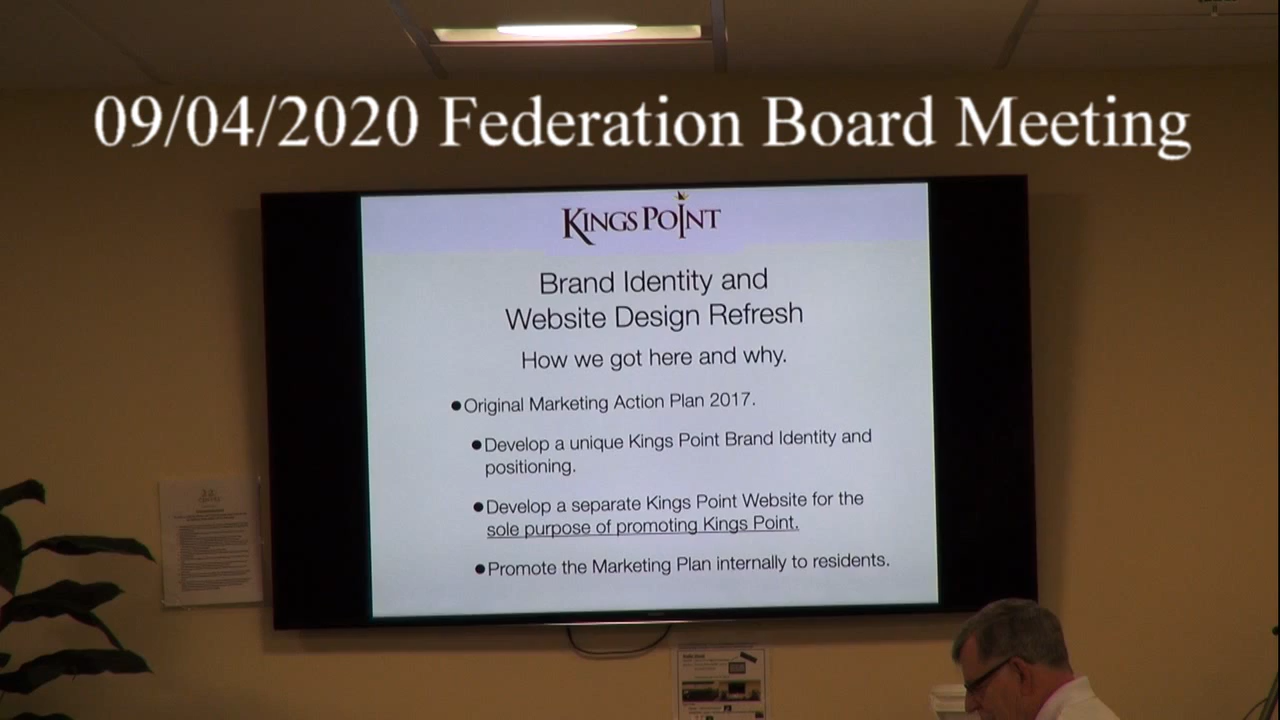 09/04/2020 Federation Board Meeting
KINGS POINT
Brand Identity and
Website Design Refresh
How we got here and why.
●Original Marketing Action Plan 2017.
●Develop a unique Kings Point Brand Identity and
positioning.
●Develop a separate Kings Point Website for the
sole purpose of promoting Kings Point.
●Promote the Marketing Plan internally to residents.